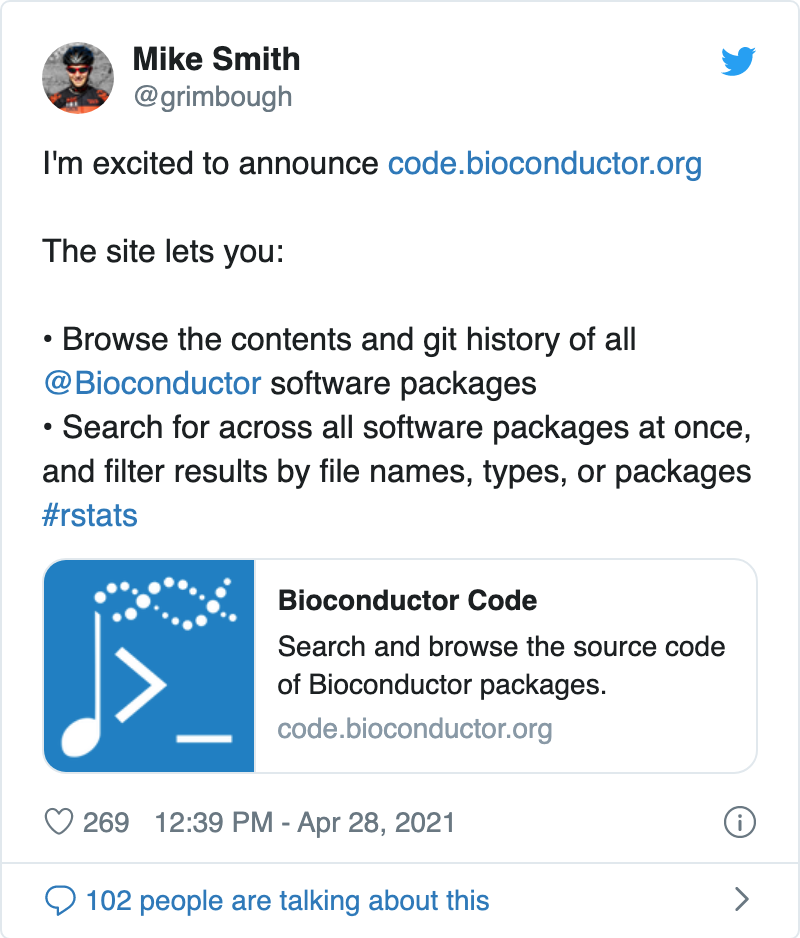 Mike Smith
@grimbough
I'm excited to announce code.bioconductor.org
The site lets you:
• Browse the contents and git history of all
@Bioconductor software packages
• Search for across all software packages at once,
and filter results by file names, types, or packages
#rstats
Bioconductor Code
Search and browse the source code
of Bioconductor packages.
code.bioconductor.org
269 12:39 PM - Apr 28, 2021
102 people are talking about this